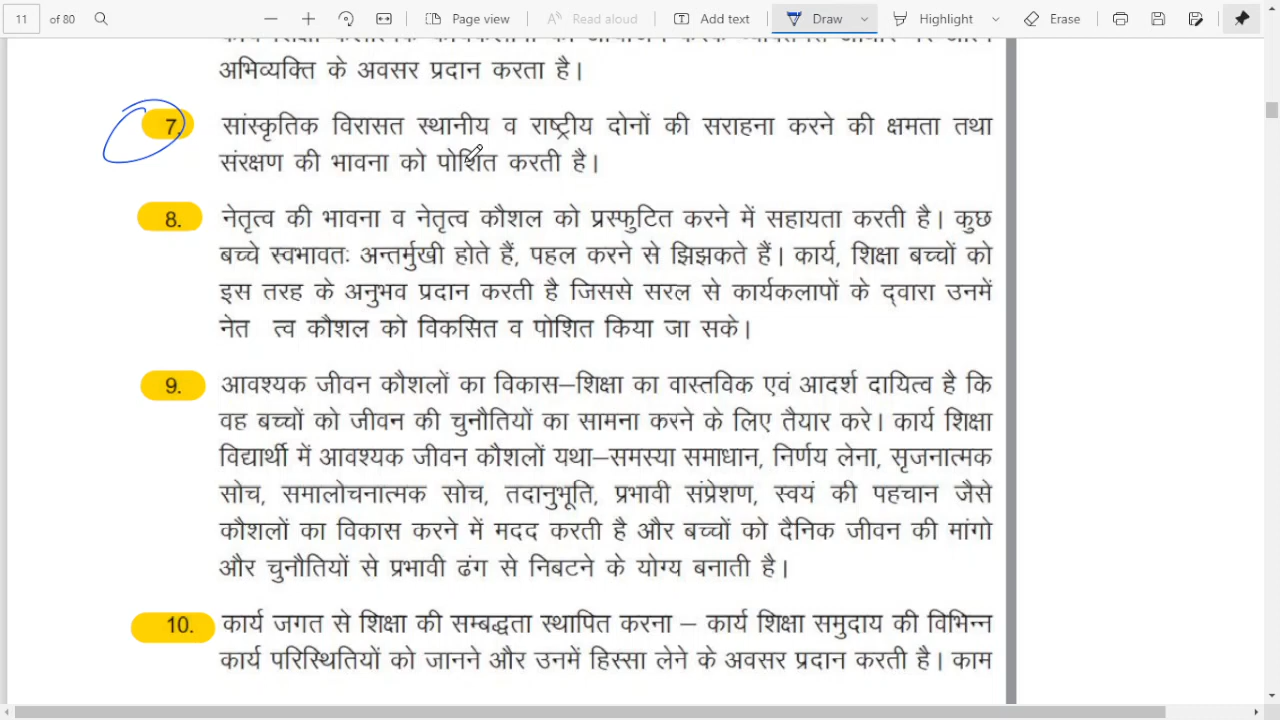 11 of 80 Page view Read aloud Add text Draw Highlight Erase
अभिव्यक्ति के अवसर प्रदान करता है।
7. सांस्कृतिक विरासत स्थानीय व राष्ट्रीय दोनों की सराहना करने की क्षमता तथा
संरक्षण की भावना को पोशित करती है।
8. नेतृत्व की भावना व नेतृत्व कौशल को प्रस्फुटित करने में सहायता करती है। कुछ
बच्चे स्वभावतः अन्तर्मुखी होते हैं, पहल करने से झिझकते हैं। कार्य, शिक्षा बच्चों को
इस तरह के अनुभव प्रदान करती है जिससे सरल से कार्यकलापों के द्वारा उनमें
नेत त्व कौशल को विकसित व पोशित किया जा सके।
9. आवश्यक जीवन कौशलों का विकास–शिक्षा का वास्तविक एवं आदर्श दायित्व है कि
वह बच्चों को जीवन की चुनौतियों का सामना करने के लिए तैयार करे। कार्य शिक्षा
विद्यार्थी में आवश्यक जीवन कौशलों यथा–समस्या समाधान, निर्णय लेना, सृजनात्मक
सोच, समालोचनात्मक सोच, तदानुभूति, प्रभावी संप्रेशण, स्वयं की पहचान जैसे
कौशलों का विकास करने में मदद करती है और बच्चों को दैनिक जीवन की मांगो
और चुनौतियों से प्रभावी ढंग से निबटने के योग्य बनाती है।
10. कार्य जगत से शिक्षा की सम्बद्धता स्थापित करना – कार्य शिक्षा समुदाय की विभिन्न
कार्य परिस्थितियों को जानने और उनमें हिस्सा लेने के अवसर प्रदान करती है। काम